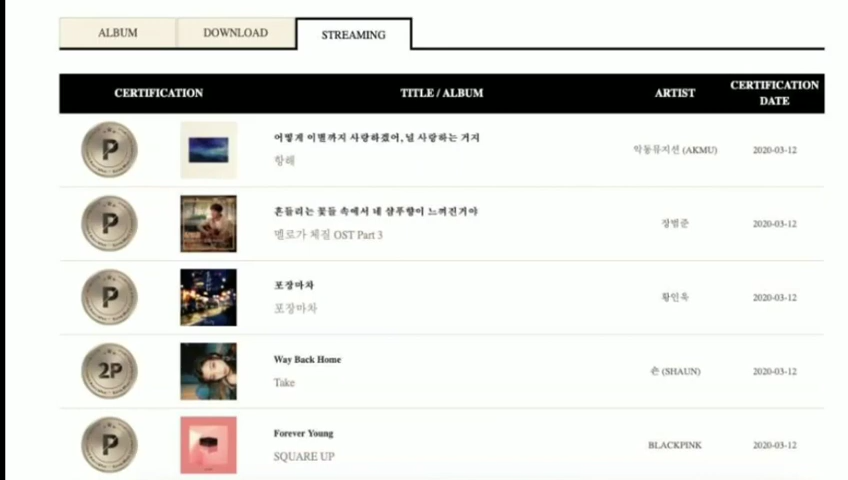 ALBUM
DOWNLOAD
STREAMING
CERTIFICATION
TITLE / ALBUM
ARTIST
CERTIFICATION DATE
P
어떻게 이별까지 사랑하겠어, 널 사랑하는 거지
항해
악동뮤지션 (AKMU)
2020-03-12
P
흔들리는 꽃들 속에서 네 샴푸향이 느껴진거야
멜로가 체질 OST Part 3
장범준
2020-03-12
P
포장마차
포장마차
황인욱
2020-03-12
2P
Way Back Home
Take
숀 (SHAUN)
2020-03-12
P
Forever Young
SQUARE UP
BLACKPINK
2020-03-12